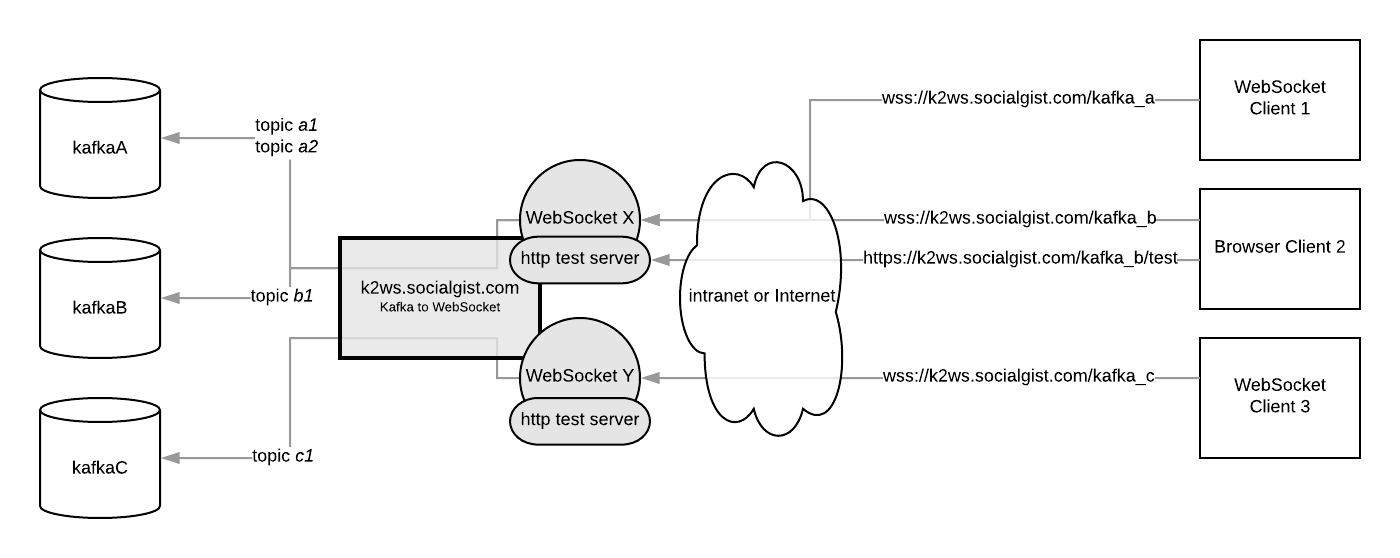 kafkaA
topic a1
topic a2
kafkaB
topic b1
kafkaC
topic c1
k2ws.socialgist.com
Kafka to WebSocket
WebSocket X
http test server
WebSocket Y
http test server
intranet or Internet
wss://k2ws.socialgist.com/kafka_a
wss://k2ws.socialgist.com/kafka_b
https://k2ws.socialgist.com/kafka_b/test
wss://k2ws.socialgist.com/kafka_c
WebSocket
Client 1
Browser Client 2
WebSocket
Client 3